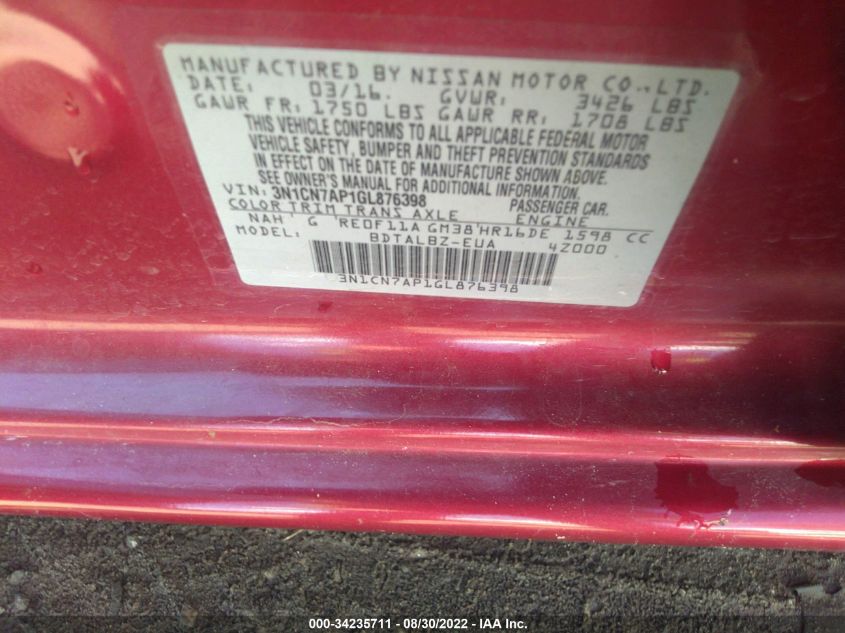 MANUFACTURED BY NISSAN MOTOR CO., LTD.
DATE: 03/16. GVWR: 3426 LBS
GAWR FR: 1750 LBS GAWR RR: 1708 LBS
THIS VEHICLE CONFORMS TO ALL APPLICABLE FEDERAL MOTOR
VEHICLE SAFETY, BUMPER AND THEFT PREVENTION STANDARDS
IN EFFECT ON THE DATE OF MANUFACTURE SHOWN ABOVE.
SEE OWNER'S MANUAL FOR ADDITIONAL INFORMATION
VIN: 3N1CN7AP1GL876398 PASSENGER CAR.
COLOR TRIM TRANS AXLE ENGINE
NAH G RE0F11A GM38 HR16DE 1598 CC
MODEL: BDTALBZ-EUA 4Z000
3N1CN7AP1GL876398
000-34235711 - 08/30/2022 - IAA Inc.